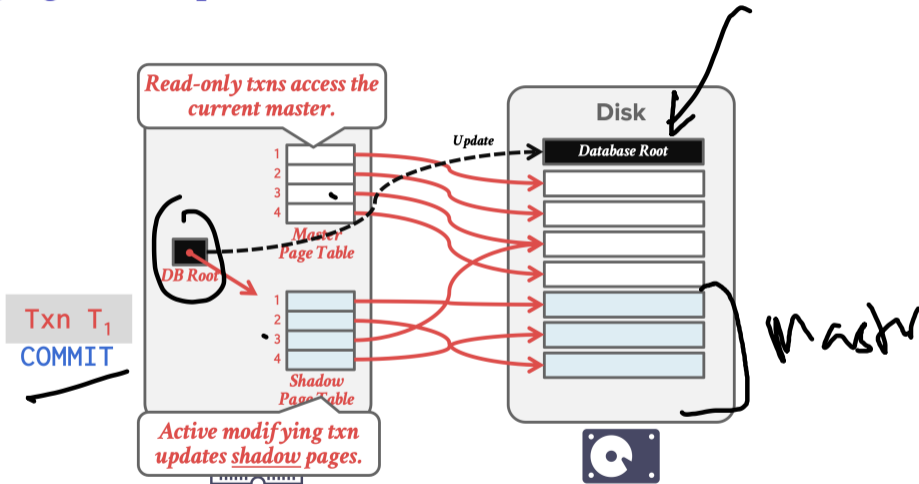 Read-only txns access the
current master.
Disk
Update
Database Root
1
2
3
4
Master
Page Table
DB Root
Txn T₁
COMMIT
1
2
3
4
Shadow
Page Table
Active modifying txn
updates shadow pages.